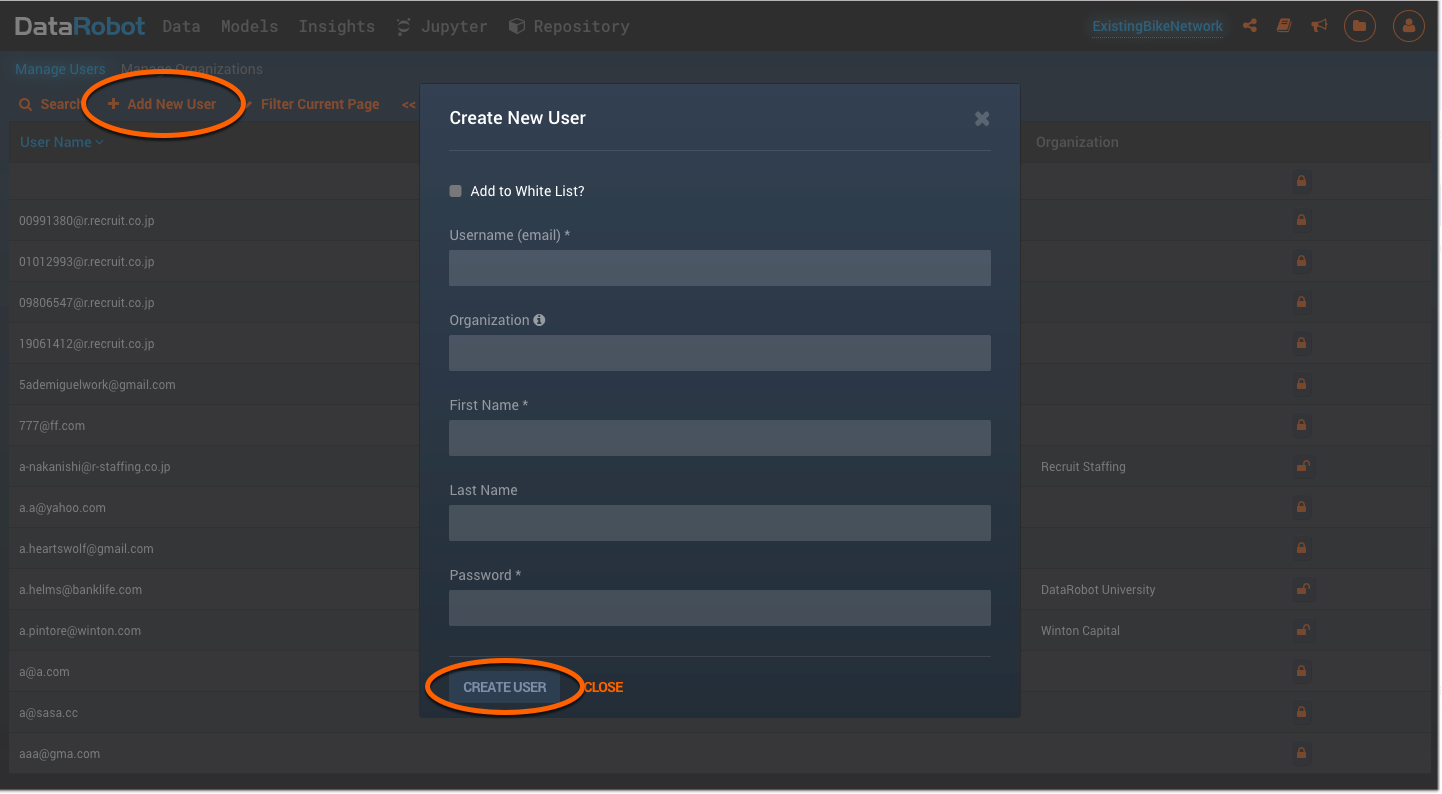 DataRobot Data Models Insights Jupyter Repository ExistingBikeNetwork
Manage Users Manage Organizations
Search Add New User Filter Current Page <<
User Name Organization
00991380@r.recruit.co.jp
01012993@r.recruit.co.jp
09806547@r.recruit.co.jp
19061412@r.recruit.co.jp
5ademiguelwork@gmail.com
777@ff.com
a-nakanishi@r-staffing.co.jp Recruit Staffing
a.a@yahoo.com
a.heartswolf@gmail.com
a.helms@banklife.com DataRobot University
a.pintore@winton.com Winton Capital
a@a.com
a@sasa.cc
aaa@gma.com
Create New User
Add to White List?
Username (email) *
Organization
First Name *
Last Name
Password *
CREATE USER CLOSE